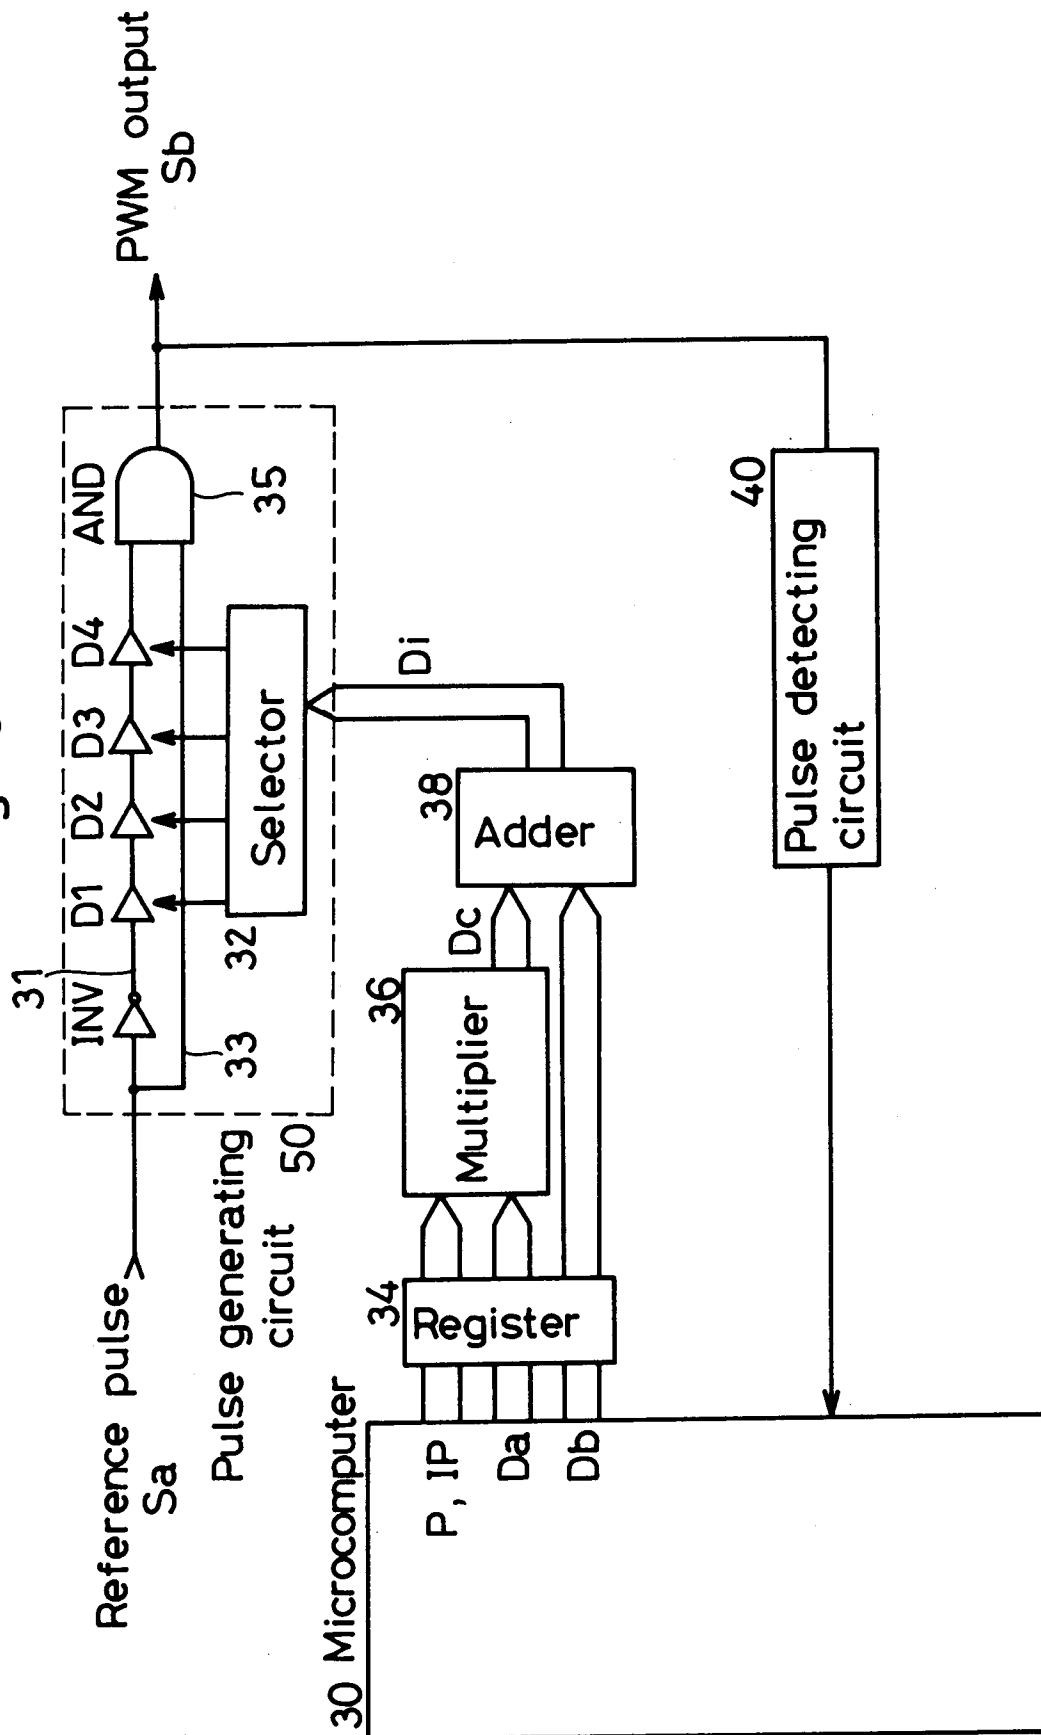 Reference pulse
Sa
Pulse generating
circuit
50
31
INV
D1
D2
D3
D4
AND
33
32
Selector
35
PWM output
Sb
30 Microcomputer
P, IP
Da
Db
34
Register
36
Multiplier
Dc
38
Adder
Di
40
Pulse detecting
circuit